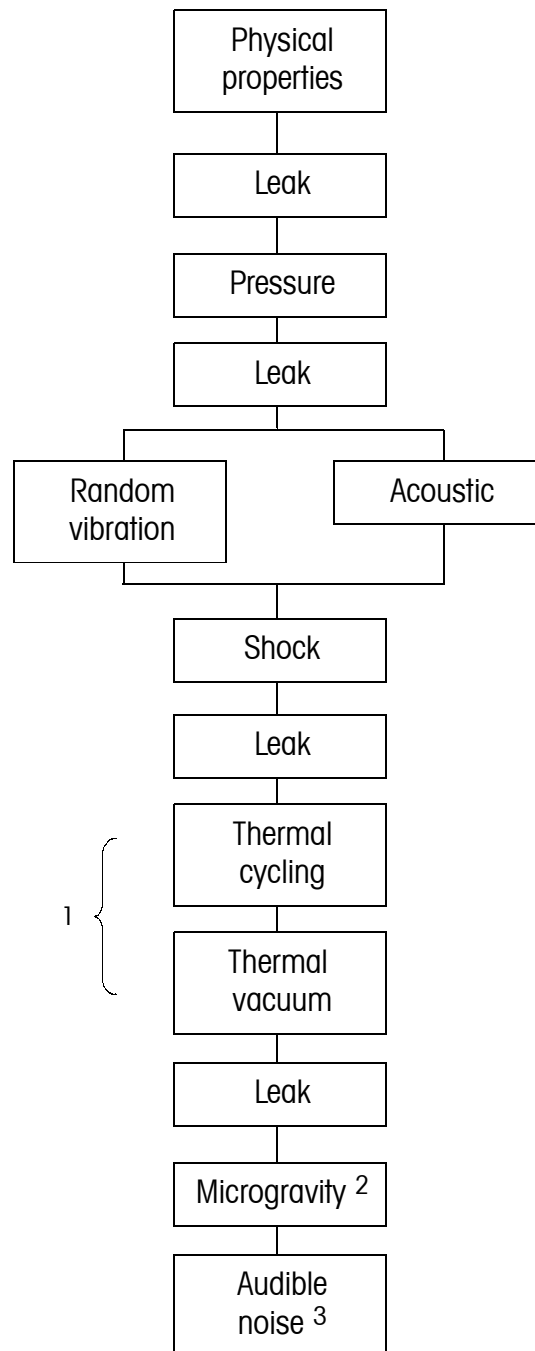 Physical
properties
Leak
Pressure
Leak
Random
vibration
Acoustic
Shock
Leak
Thermal
cycling
1
Thermal
vacuum
Leak
Microgravity 2
Audible
noise 3